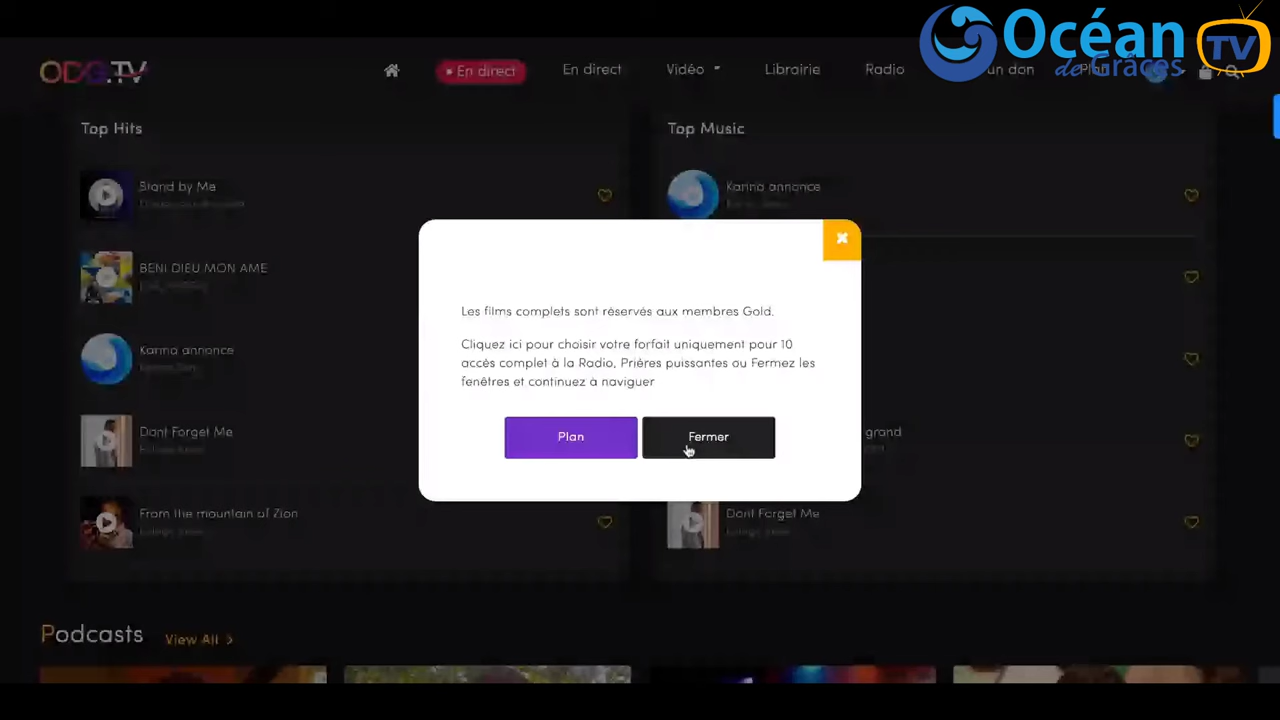 Océan
de Grâces
TV
ODG.TV
En direct
En direct
Vidéo
Librairie
Radio
un don
Plan
Top Hits
Top Music
Stand by Me
BENI DIEU MON AME
Karina annonce
Dont Forget Me
From the mountain of Zion
Karina annonce
grand
Dont Forget Me
Les films complets sont réservés aux membres Gold.
Cliquez ici pour choisir votre forfait uniquement pour 10
accés complet à la Radio, Prières puissantes ou Fermez les
fenêtres et continuez à naviguer
Plan
Fermer
Podcasts
View All